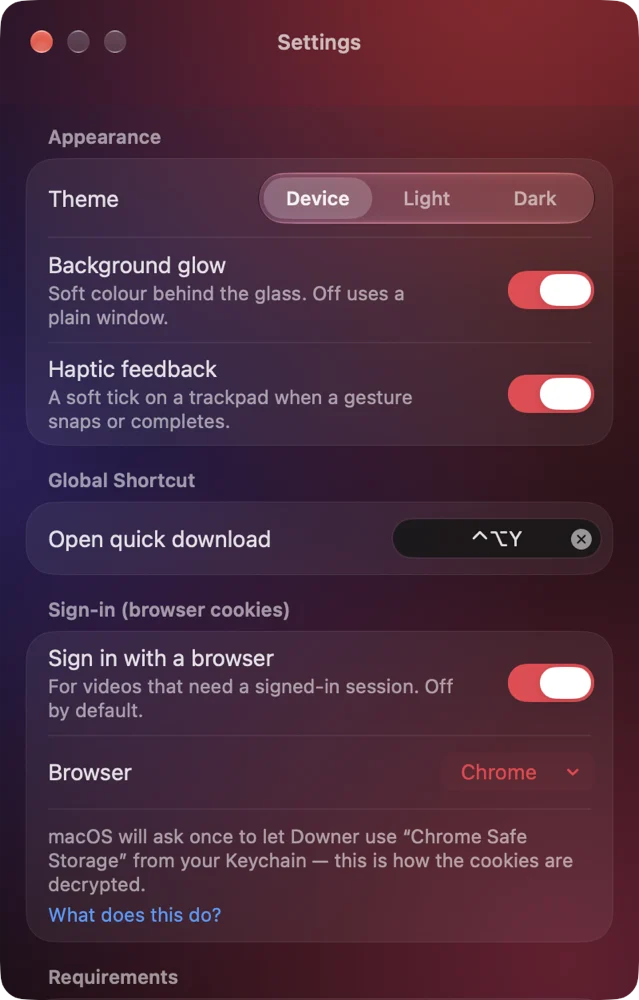 Settings
Appearance
Theme
Device Light Dark
Background glow
Soft colour behind the glass. Off uses a
plain window.
Haptic feedback
A soft tick on a trackpad when a gesture
snaps or completes.
Global Shortcut
Open quick download
^⌥Y
Sign-in (browser cookies)
Sign in with a browser
For videos that need a signed-in session. Off
by default.
Browser
Chrome
macOS will ask once to let Downer use “Chrome Safe
Storage” from your Keychain — this is how the cookies are
decrypted.
What does this do?
Requirements